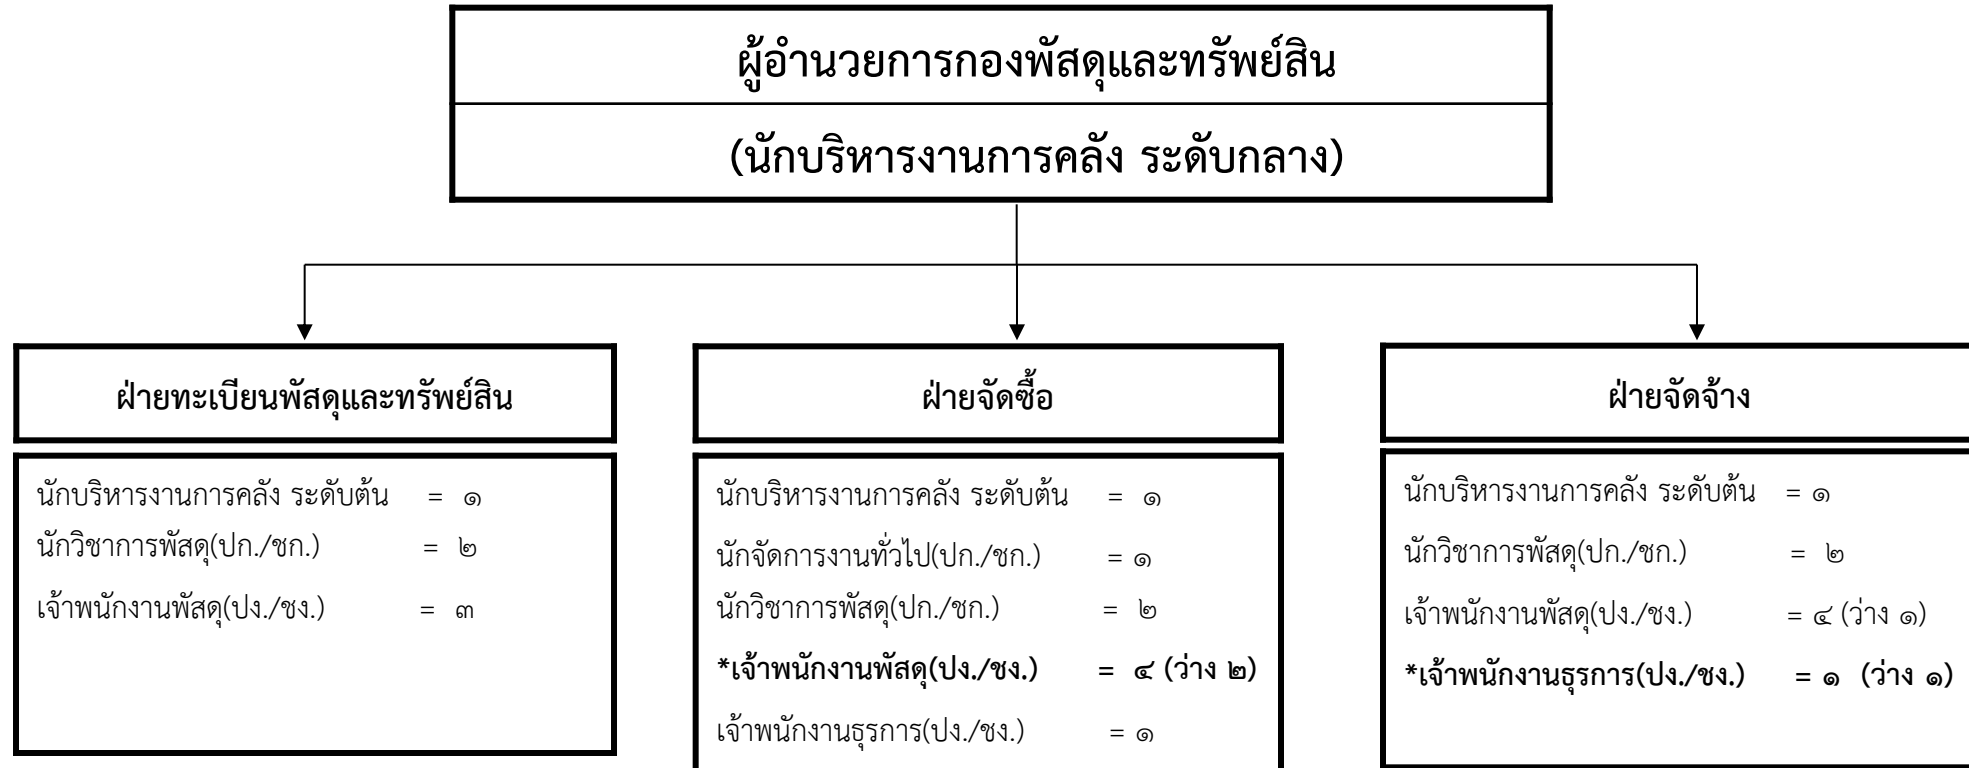 ผู้อำนวยการกองพัสดุและทรัพย์สิน
(นักบริหารงานการคลัง ระดับกลาง)
ฝ่ายทะเบียนพัสดุและทรัพย์สิน
นักบริหารงานการคลัง ระดับต้น = ๑
นักวิชาการพัสดุ(ปก./ชก.) = ๒
เจ้าพนักงานพัสดุ(ปง./ชง.) = ๓
ฝ่ายจัดซื้อ
นักบริหารงานการคลัง ระดับต้น = ๑
นักจัดการงานทั่วไป(ปก./ชก.) = ๑
นักวิชาการพัสดุ(ปก./ชก.) = ๒
*เจ้าพนักงานพัสดุ(ปง./ชง.) = ๔ (ว่าง ๒)
เจ้าพนักงานธุรการ(ปง./ชง.) = ๑
ฝ่ายจัดจ้าง
นักบริหารงานการคลัง ระดับต้น = ๑
นักวิชาการพัสดุ(ปก./ชก.) = ๒
เจ้าพนักงานพัสดุ(ปง./ชง.) = ๔ (ว่าง ๑)
*เจ้าพนักงานธุรการ(ปง./ชง.) = ๑ (ว่าง ๑)